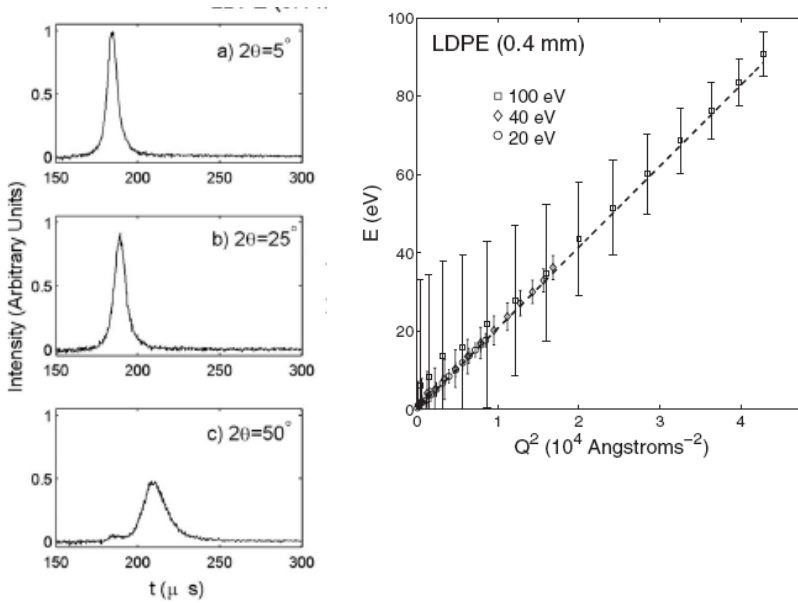 a) 2θ=5°
1
0.5
0
150 200 250 300
b) 2θ=25°
1
0.5
0
150 200 250 300
c) 2θ=50°
1
0.5
0
150 200 250 300
Intensity (Arbitrary Units)
t (μ s)
LDPE (0.4 mm)
100 eV
40 eV
20 eV
100
80
60
40
20
0
E (eV)
0 1 2 3 4
Q² (10⁴ Angstroms⁻²)